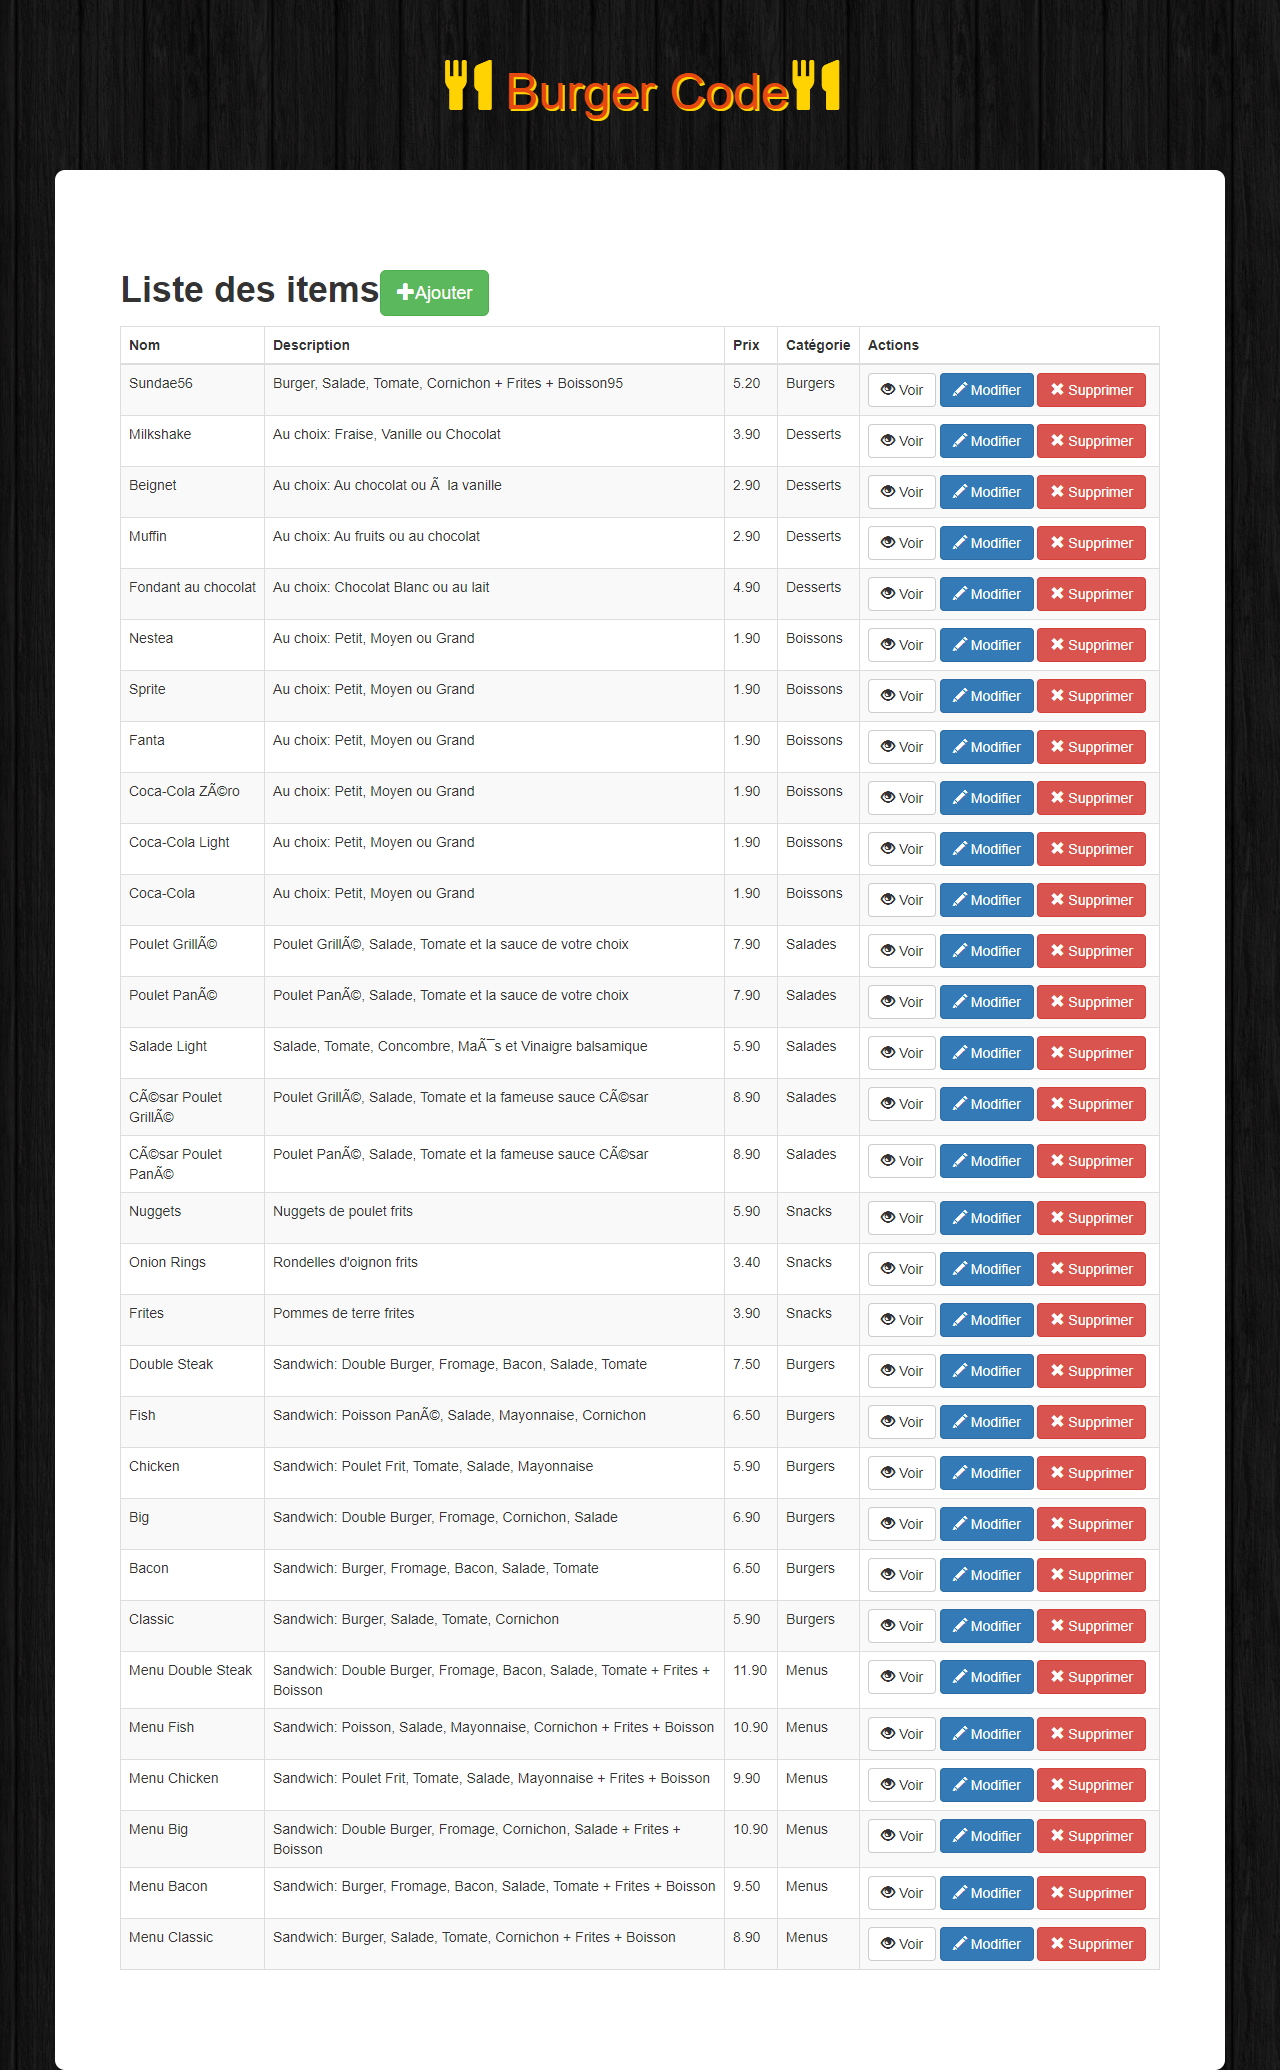 Burger Code
Liste des items Ajouter
Nom Description Prix Catégorie Actions
Sundae56 Burger, Salade, Tomate, Cornichon + Frites + Boisson95 5.20 Burgers Voir Modifier Supprimer
Milkshake Au choix: Fraise, Vanille ou Chocolat 3.90 Desserts Voir Modifier Supprimer
Beignet Au choix: Au chocolat ou Ã  la vanille 2.90 Desserts Voir Modifier Supprimer
Muffin Au choix: Au fruits ou au chocolat 2.90 Desserts Voir Modifier Supprimer
Fondant au chocolat Au choix: Chocolat Blanc ou au lait 4.90 Desserts Voir Modifier Supprimer
Nestea Au choix: Petit, Moyen ou Grand 1.90 Boissons Voir Modifier Supprimer
Sprite Au choix: Petit, Moyen ou Grand 1.90 Boissons Voir Modifier Supprimer
Fanta Au choix: Petit, Moyen ou Grand 1.90 Boissons Voir Modifier Supprimer
Coca-Cola ZÃ©ro Au choix: Petit, Moyen ou Grand 1.90 Boissons Voir Modifier Supprimer
Coca-Cola Light Au choix: Petit, Moyen ou Grand 1.90 Boissons Voir Modifier Supprimer
Coca-Cola Au choix: Petit, Moyen ou Grand 1.90 Boissons Voir Modifier Supprimer
Poulet GrillÃ© Poulet GrillÃ©, Salade, Tomate et la sauce de votre choix 7.90 Salades Voir Modifier Supprimer
Poulet PanÃ© Poulet PanÃ©, Salade, Tomate et la sauce de votre choix 7.90 Salades Voir Modifier Supprimer
Salade Light Salade, Tomate, Concombre, MaÃ¯s et Vinaigre balsamique 5.90 Salades Voir Modifier Supprimer
CÃ©sar Poulet Poulet GrillÃ©, Salade, Tomate et la fameuse sauce CÃ©sar 8.90 Salades Voir Modifier Supprimer
GrillÃ©
CÃ©sar Poulet Poulet PanÃ©, Salade, Tomate et la fameuse sauce CÃ©sar 8.90 Salades Voir Modifier Supprimer
PanÃ©
Nuggets Nuggets de poulet frits 5.90 Snacks Voir Modifier Supprimer
Onion Rings Rondelles d'oignon frits 3.40 Snacks Voir Modifier Supprimer
Frites Pommes de terre frites 3.90 Snacks Voir Modifier Supprimer
Double Steak Sandwich: Double Burger, Fromage, Bacon, Salade, Tomate 7.50 Burgers Voir Modifier Supprimer
Fish Sandwich: Poisson PanÃ©, Salade, Mayonnaise, Cornichon 6.50 Burgers Voir Modifier Supprimer
Chicken Sandwich: Poulet Frit, Tomate, Salade, Mayonnaise 5.90 Burgers Voir Modifier Supprimer
Big Sandwich: Double Burger, Fromage, Cornichon, Salade 6.90 Burgers Voir Modifier Supprimer
Bacon Sandwich: Burger, Fromage, Bacon, Salade, Tomate 6.50 Burgers Voir Modifier Supprimer
Classic Sandwich: Burger, Salade, Tomate, Cornichon 5.90 Burgers Voir Modifier Supprimer
Menu Double Steak Sandwich: Double Burger, Fromage, Bacon, Salade, Tomate + Frites + 11.90 Menus Voir Modifier Supprimer
Boisson
Menu Fish Sandwich: Poisson, Salade, Mayonnaise, Cornichon + Frites + Boisson 10.90 Menus Voir Modifier Supprimer
Menu Chicken Sandwich: Poulet Frit, Tomate, Salade, Mayonnaise + Frites + Boisson 9.90 Menus Voir Modifier Supprimer
Menu Big Sandwich: Double Burger, Fromage, Cornichon, Salade + Frites + 10.90 Menus Voir Modifier Supprimer
Boisson
Menu Bacon Sandwich: Burger, Fromage, Bacon, Salade, Tomate + Frites + Boisson 9.50 Menus Voir Modifier Supprimer
Menu Classic Sandwich: Burger, Salade, Tomate, Cornichon + Frites + Boisson 8.90 Menus Voir Modifier Supprimer